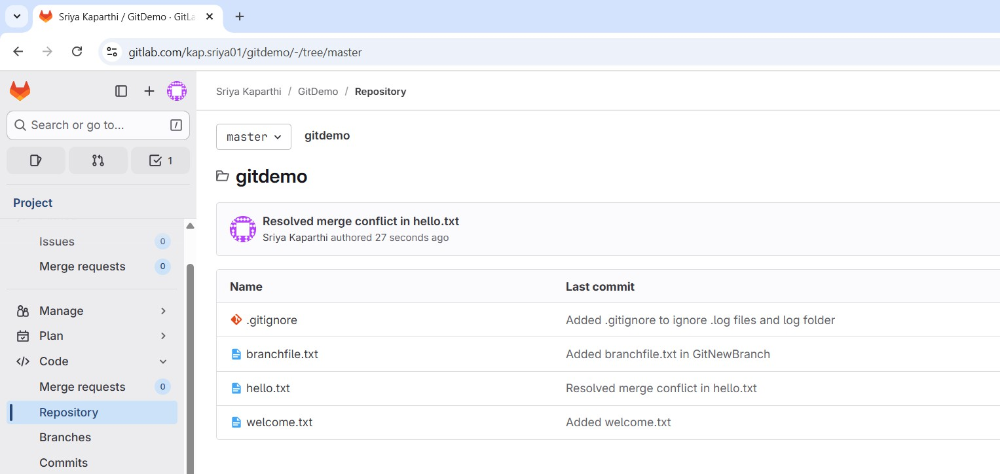 Sriya Kaparthi / GitDemo · GitLa
gitlab.com/kap.sriya01/gitdemo/-/tree/master
Search or go to...
/
1
Project
Issues 0
Merge requests 0
Manage
Plan
Code
Merge requests 0
Repository
Branches
Commits
Sriya Kaparthi / GitDemo / Repository
master
gitdemo
gitdemo
Resolved merge conflict in hello.txt
Sriya Kaparthi authored 27 seconds ago
Name Last commit
.gitignore Added .gitignore to ignore .log files and log folder
branchfile.txt Added branchfile.txt in GitNewBranch
hello.txt Resolved merge conflict in hello.txt
welcome.txt Added welcome.txt